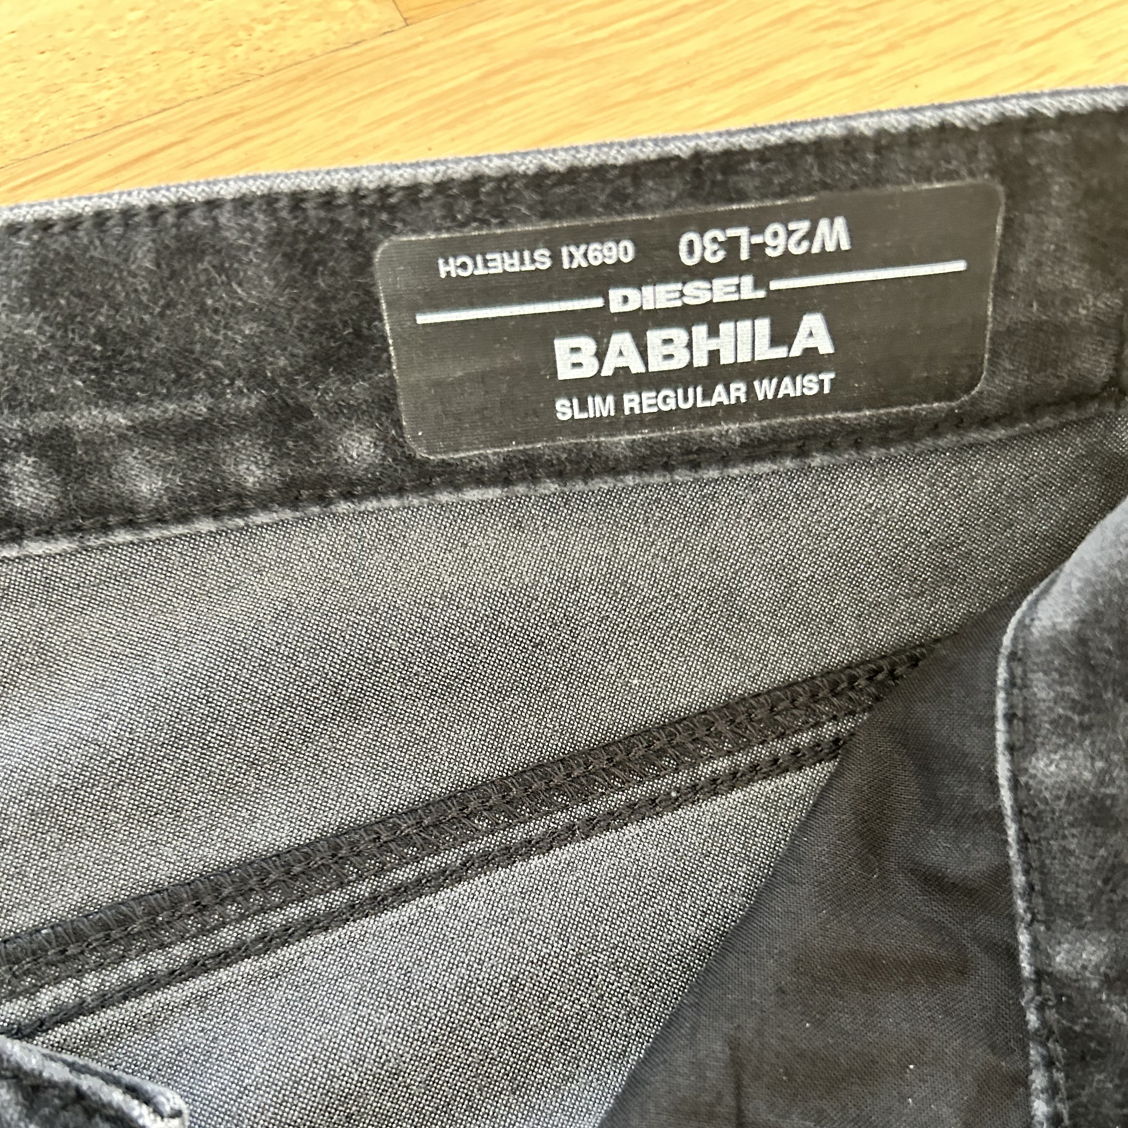 W26-L30 069XI STRETCH
DIESEL
BABHILA
SLIM REGULAR WAIST